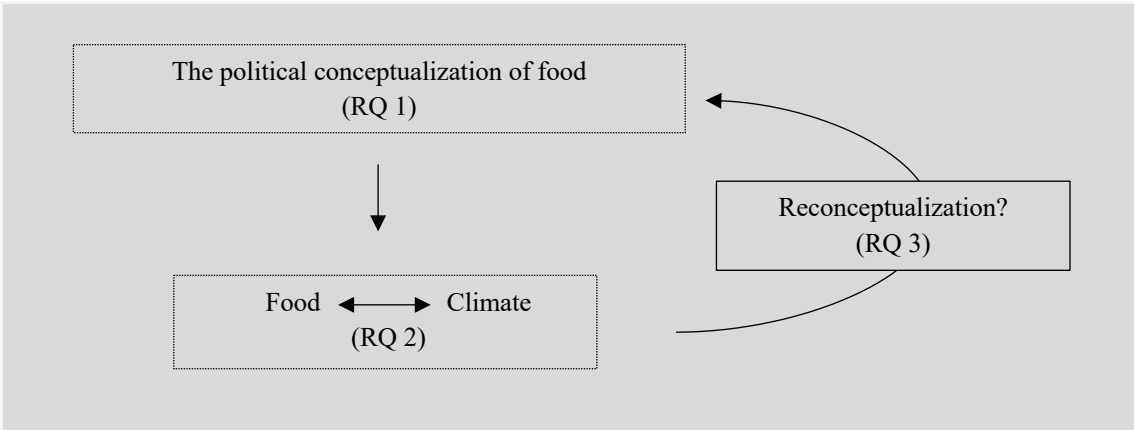 The political conceptualization of food
(RQ 1)
Reconceptualization?
(RQ 3)
Food Climate
(RQ 2)